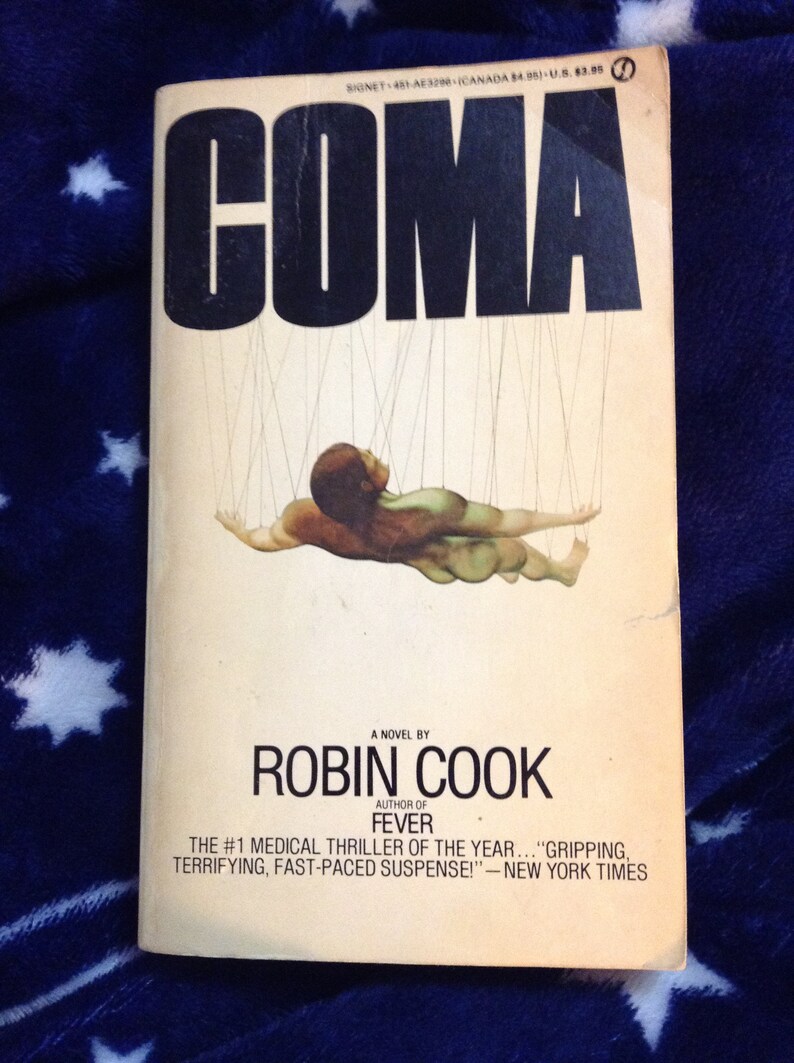 SIGNET • 451-AE3296 • (CANADA $4.95) • U.S. $3.95
COMA
A NOVEL BY
ROBIN COOK
AUTHOR OF
FEVER
THE #1 MEDICAL THRILLER OF THE YEAR... "GRIPPING,
TERRIFYING, FAST-PACED SUSPENSE!"—NEW YORK TIMES